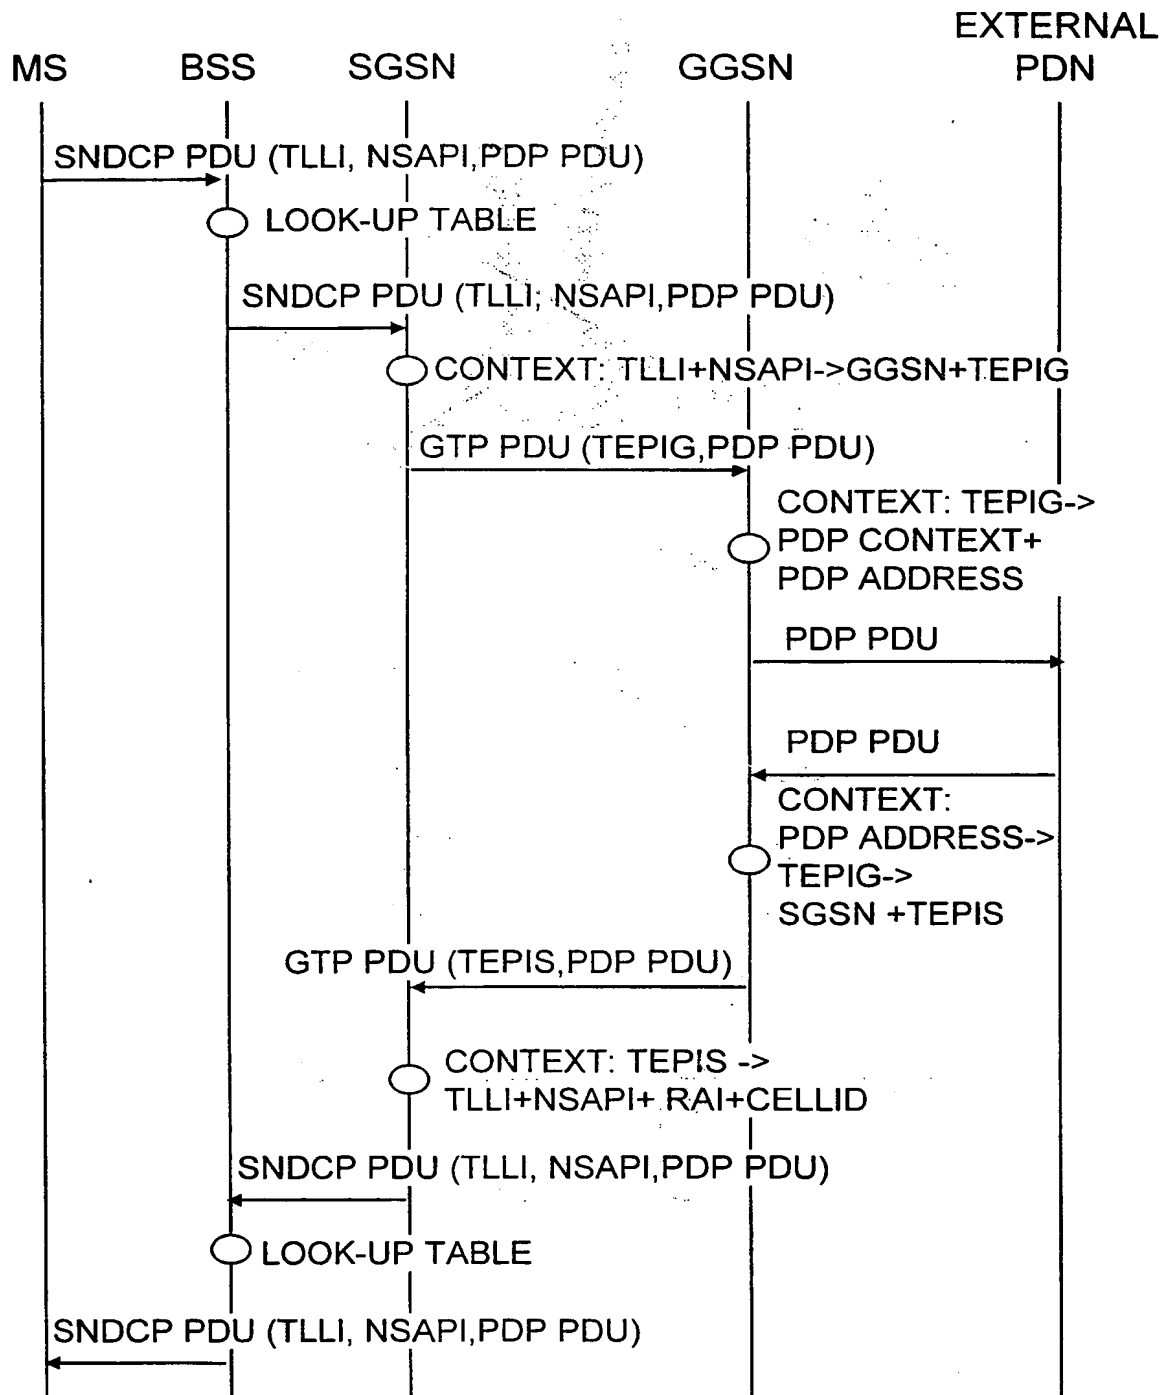 EXTERNAL
MS BSS SGSN GGSN PDN
SNDCP PDU (TLLI, NSAPI,PDP PDU)
LOOK-UP TABLE
SNDCP PDU (TLLI, NSAPI,PDP PDU)
CONTEXT: TLLI+NSAPI->GGSN+TEPIG
GTP PDU (TEPIG,PDP PDU)
CONTEXT: TEPIG->
PDP CONTEXT+
PDP ADDRESS
PDP PDU
PDP PDU
CONTEXT:
PDP ADDRESS->
TEPIG->
SGSN +TEPIS
GTP PDU (TEPIS,PDP PDU)
CONTEXT: TEPIS ->
TLLI+NSAPI+ RAI+CELLID
SNDCP PDU (TLLI, NSAPI,PDP PDU)
LOOK-UP TABLE
SNDCP PDU (TLLI, NSAPI,PDP PDU)